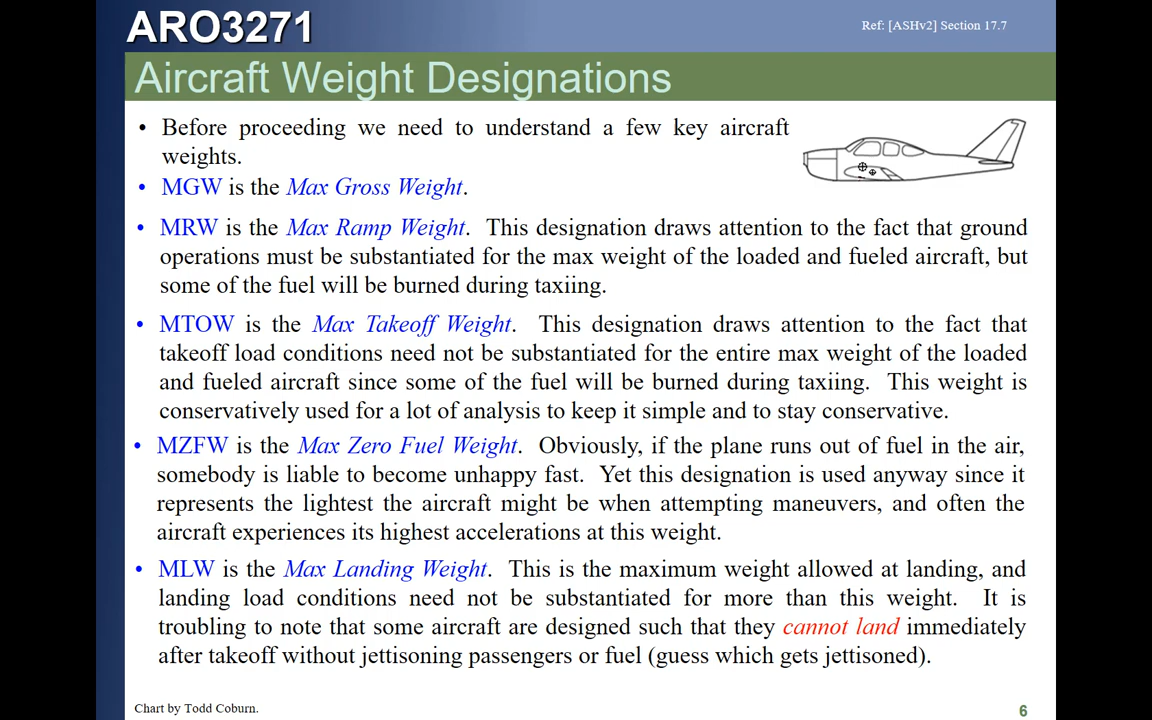 ARO3271
Ref: [ASHv2] Section 17.7
Aircraft Weight Designations
• Before proceeding we need to understand a few key aircraft
weights.
• MGW is the Max Gross Weight.
• MRW is the Max Ramp Weight. This designation draws attention to the fact that ground
operations must be substantiated for the max weight of the loaded and fueled aircraft, but
some of the fuel will be burned during taxiing.
• MTOW is the Max Takeoff Weight. This designation draws attention to the fact that
takeoff load conditions need not be substantiated for the entire max weight of the loaded
and fueled aircraft since some of the fuel will be burned during taxiing. This weight is
conservatively used for a lot of analysis to keep it simple and to stay conservative.
• MZFW is the Max Zero Fuel Weight. Obviously, if the plane runs out of fuel in the air,
somebody is liable to become unhappy fast. Yet this designation is used anyway since it
represents the lightest the aircraft might be when attempting maneuvers, and often the
aircraft experiences its highest accelerations at this weight.
• MLW is the Max Landing Weight. This is the maximum weight allowed at landing, and
landing load conditions need not be substantiated for more than this weight. It is
troubling to note that some aircraft are designed such that they cannot land immediately
after takeoff without jettisoning passengers or fuel (guess which gets jettisoned).
Chart by Todd Coburn.
6